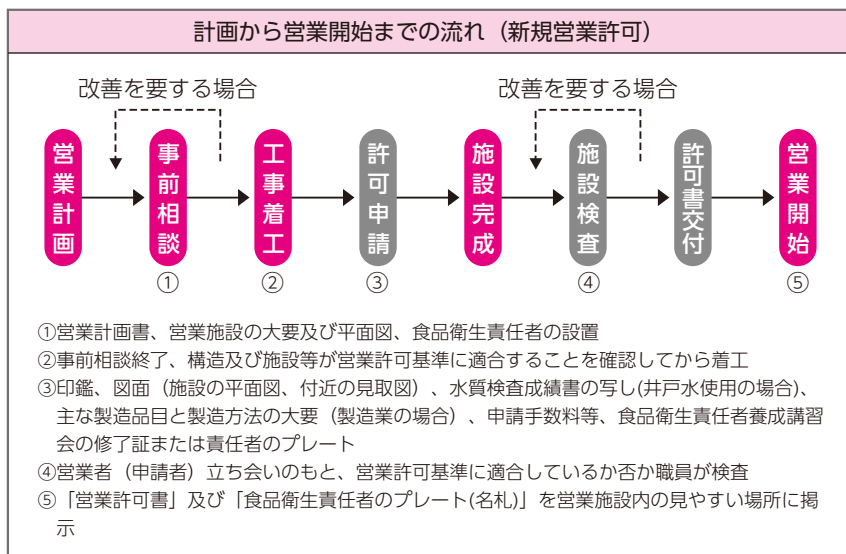 計画から営業開始までの流れ（新規営業許可）
改善を要する場合
改善を要する場合
営業計画
事前相談
工事着工
許可申請
施設完成
施設検査
許可書交付
営業開始
①
②
③
④
⑤
①営業計画書、営業施設の大要及び平面図、食品衛生責任者の設置
②事前相談終了、構造及び施設等が営業許可基準に適合することを確認してから着工
③印鑑、図面（施設の平面図、付近の見取図）、水質検査成績書の写し(井戸水使用の場合)、
主な製造品目と製造方法の大要（製造業の場合）、申請手数料等、食品衛生責任者養成講習
会の修了証または責任者のプレート
④営業者（申請者）立ち会いのもと、営業許可基準に適合しているか否か職員が検査
⑤「営業許可書」及び「食品衛生責任者のプレート(名札)」を営業施設内の見やすい場所に掲
示